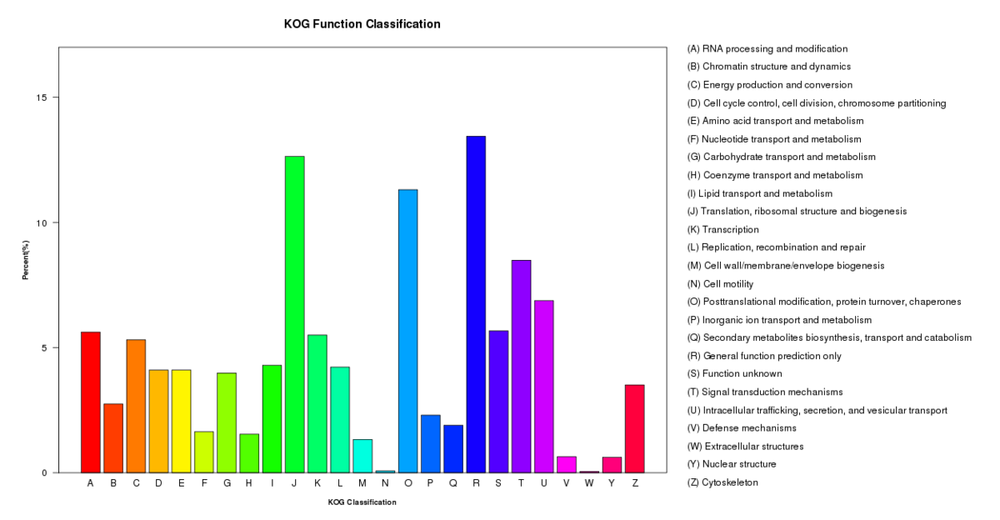 KOG Function Classification
15
10
5
0
Percent(%)
A B C D E F G H I J K L M N O P Q R S T U V W Y Z
KOG Classification
(A) RNA processing and modification
(B) Chromatin structure and dynamics
(C) Energy production and conversion
(D) Cell cycle control, cell division, chromosome partitioning
(E) Amino acid transport and metabolism
(F) Nucleotide transport and metabolism
(G) Carbohydrate transport and metabolism
(H) Coenzyme transport and metabolism
(I) Lipid transport and metabolism
(J) Translation, ribosomal structure and biogenesis
(K) Transcription
(L) Replication, recombination and repair
(M) Cell wall/membrane/envelope biogenesis
(N) Cell motility
(O) Posttranslational modification, protein turnover, chaperones
(P) Inorganic ion transport and metabolism
(Q) Secondary metabolites biosynthesis, transport and catabolism
(R) General function prediction only
(S) Function unknown
(T) Signal transduction mechanisms
(U) Intracellular trafficking, secretion, and vesicular transport
(V) Defense mechanisms
(W) Extracellular structures
(Y) Nuclear structure
(Z) Cytoskeleton